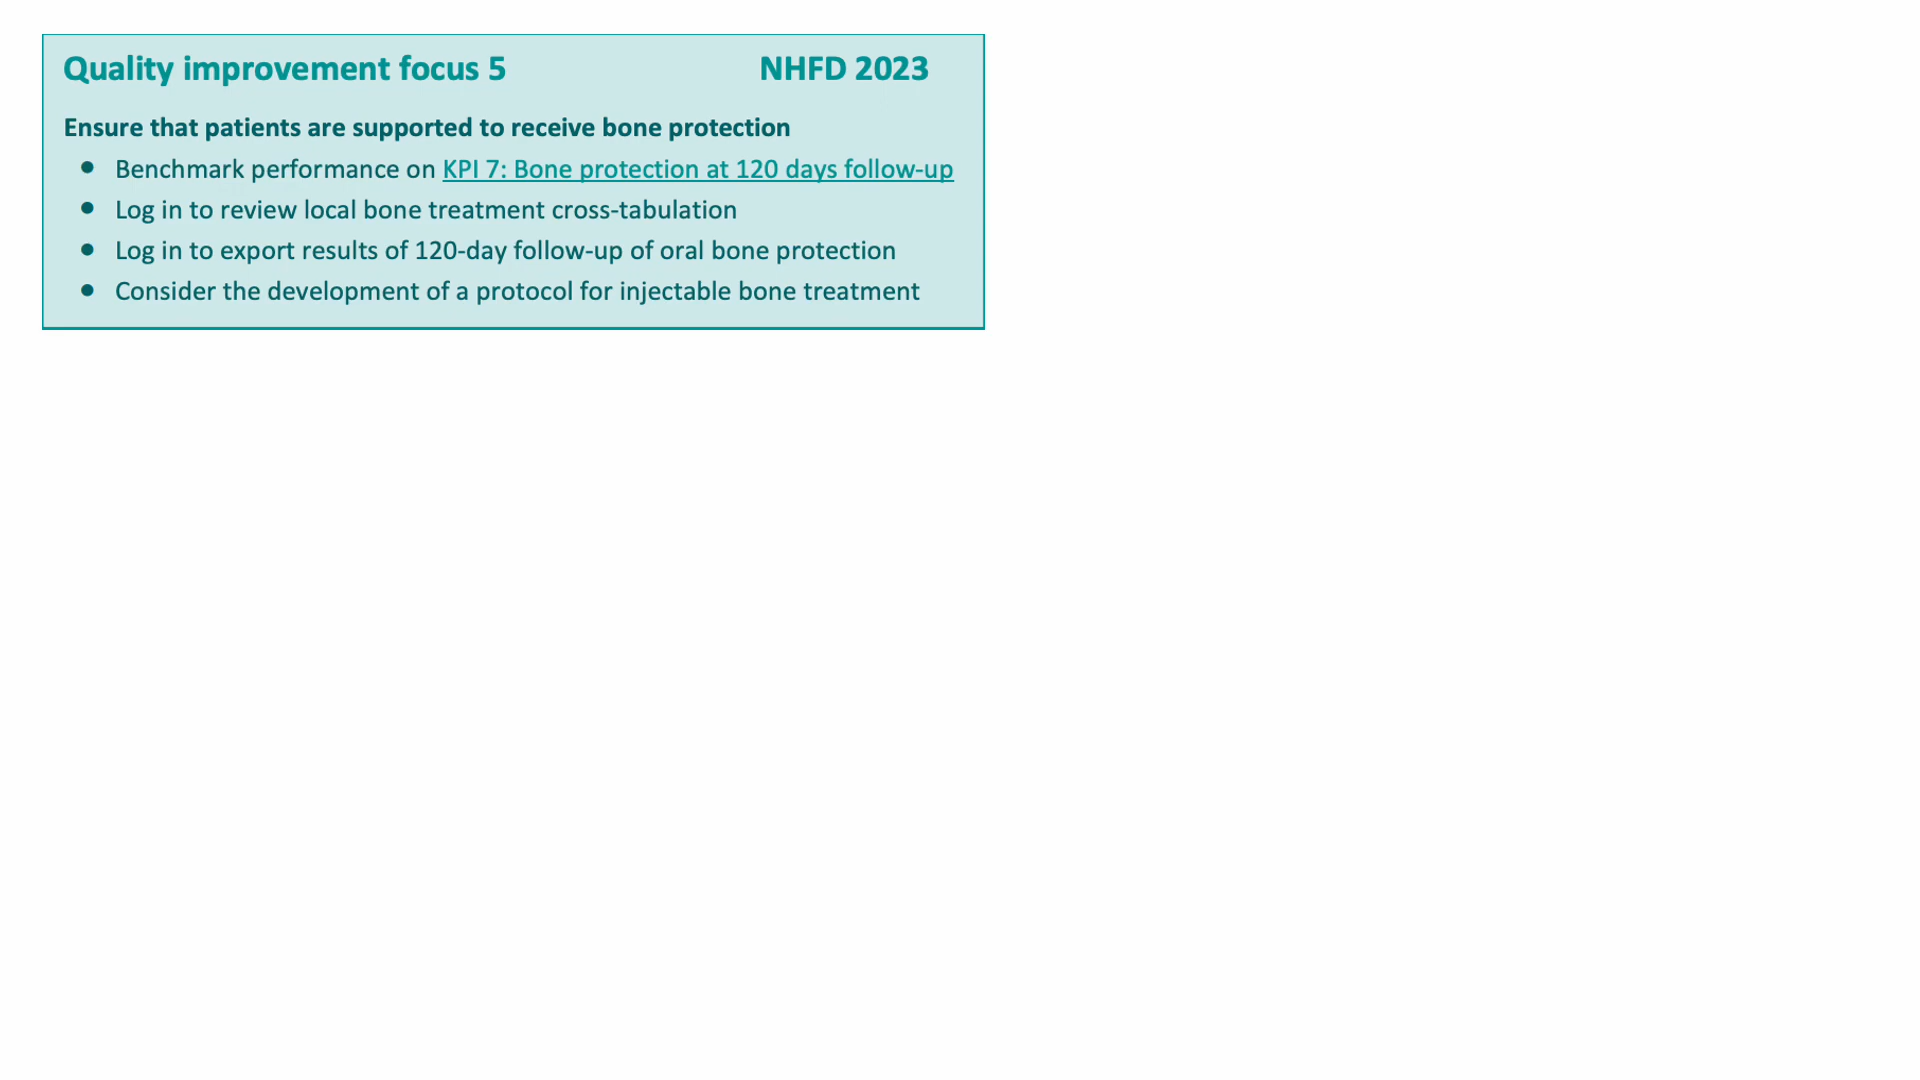 Quality improvement focus 5 NHFD 2023
Ensure that patients are supported to receive bone protection
● Benchmark performance on KPI 7: Bone protection at 120 days follow-up
● Log in to review local bone treatment cross-tabulation
● Log in to export results of 120-day follow-up of oral bone protection
● Consider the development of a protocol for injectable bone treatment